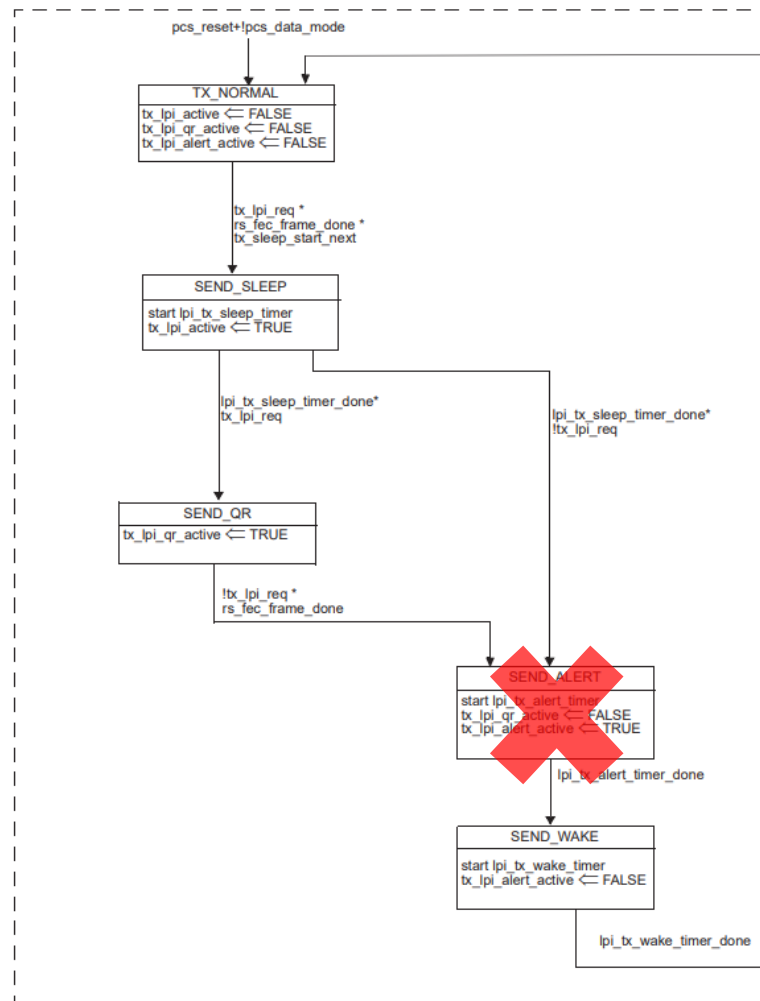 pcs_reset+!pcs_data_mode
TX_NORMAL
tx_lpi_active ⇐ FALSE
tx_lpi_qr_active ⇐ FALSE
tx_lpi_alert_active ⇐ FALSE
tx_lpi_req *
rs_fec_frame_done *
tx_sleep_start_next
SEND_SLEEP
start lpi_tx_sleep_timer
tx_lpi_active ⇐ TRUE
lpi_tx_sleep_timer_done*
tx_lpi_req
lpi_tx_sleep_timer_done*
!tx_lpi_req
SEND_QR
tx_lpi_qr_active ⇐ TRUE
!tx_lpi_req *
rs_fec_frame_done
SEND_ALERT
start lpi_tx_alert_timer
tx_lpi_qr_active ⇐ FALSE
tx_lpi_alert_active ⇐ TRUE
lpi_tx_alert_timer_done
SEND_WAKE
start lpi_tx_wake_timer
tx_lpi_alert_active ⇐ FALSE
lpi_tx_wake_timer_done